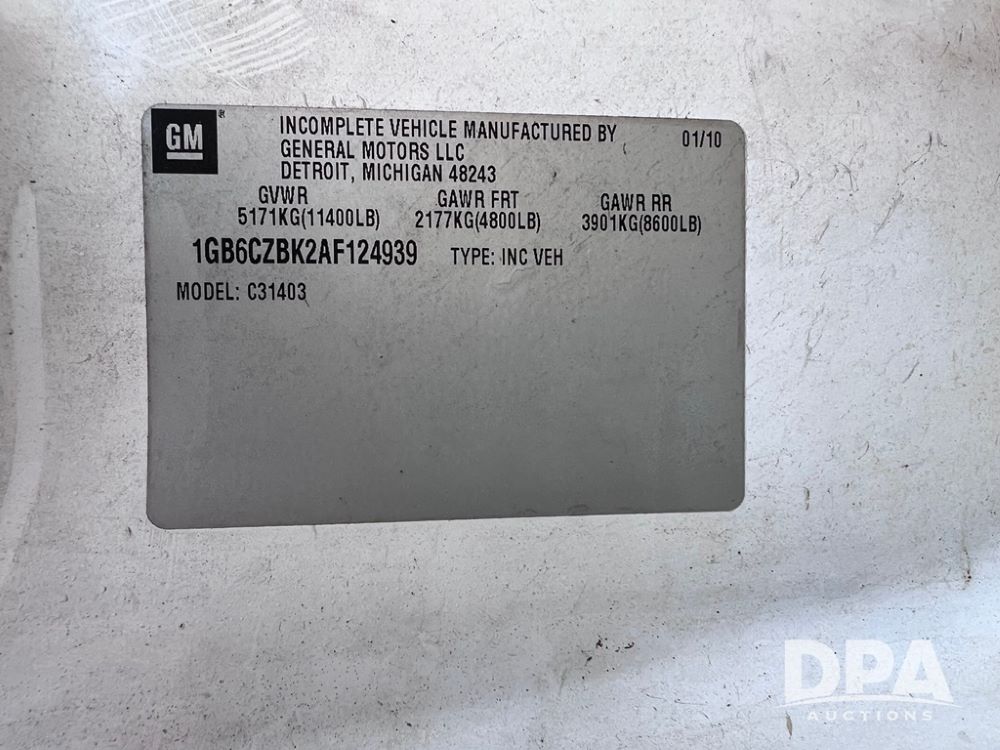 GM
INCOMPLETE VEHICLE MANUFACTURED BY 01/10
GENERAL MOTORS LLC
DETROIT, MICHIGAN 48243
GVWR GAWR FRT GAWR RR
5171KG(11400LB) 2177KG(4800LB) 3901KG(8600LB)
1GB6CZBK2AF124939 TYPE: INC VEH
MODEL: C31403
DPA
AUCTIONS